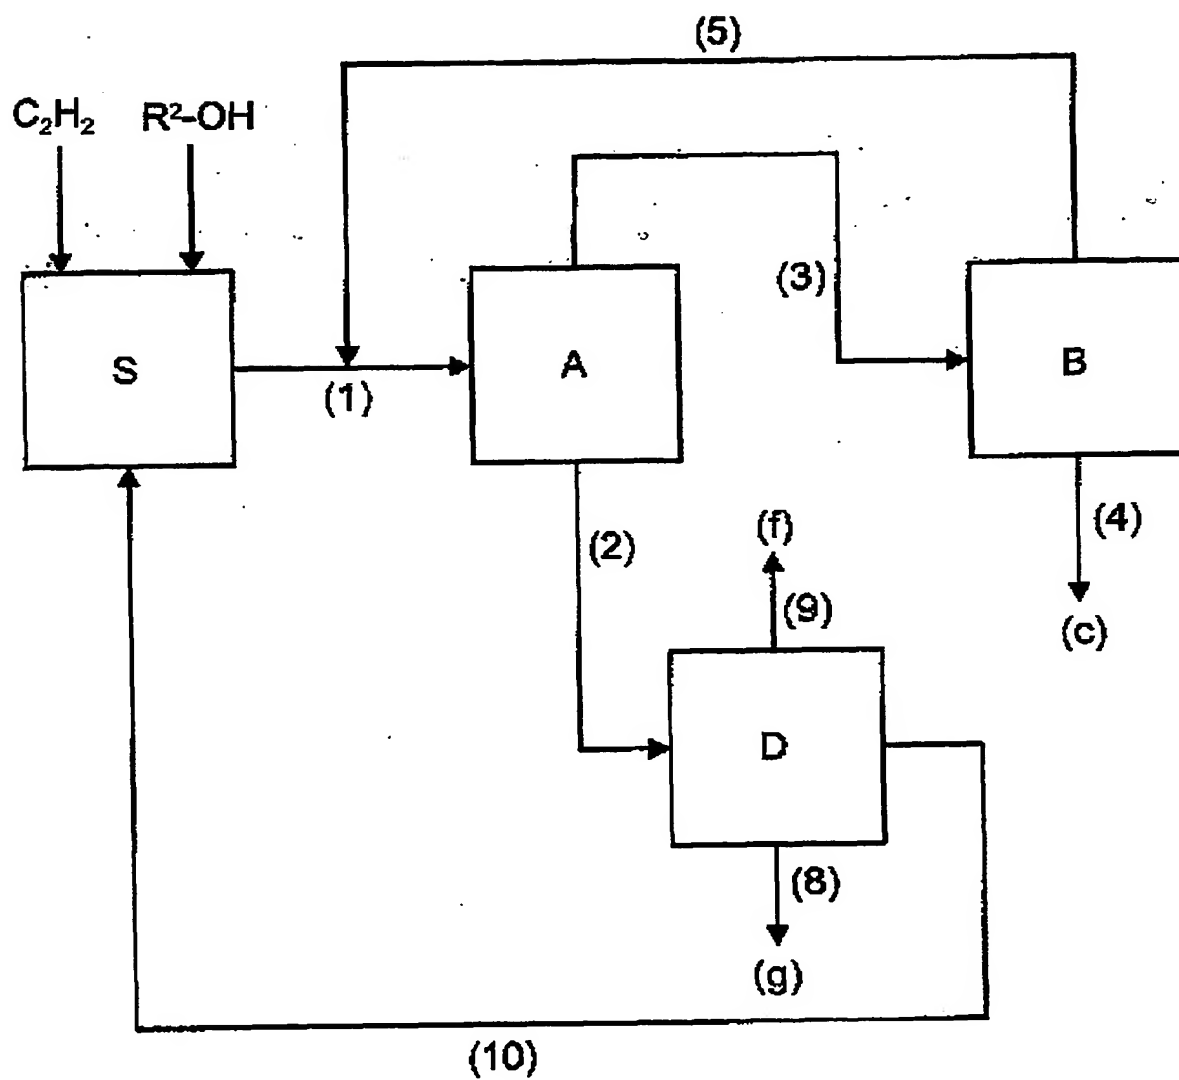 (5)
C₂H₂
R²-OH
(3)
S
A
B
(1)
(4)
(2)
(f)
(9)
(c)
D
(8)
(g)
(10)